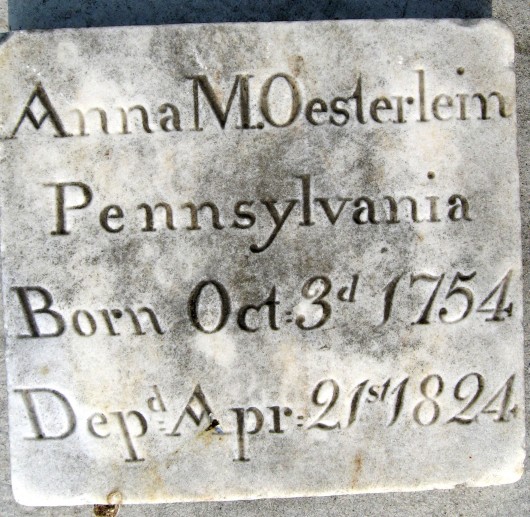 Anna M. Oesterlein
Pennsylvania
Born Oct: 3d 1754
Depd: Apr: 21st 1824